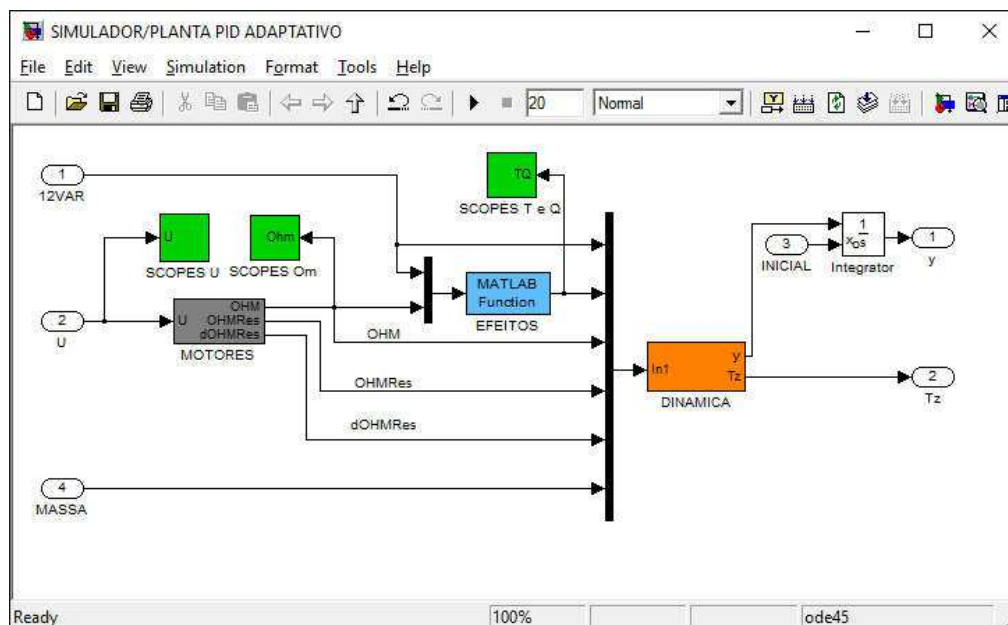 SIMULADOR/PLANTA PID ADAPTATIVO
File Edit View Simulation Format Tools Help
20 Normal
1
12VAR
U
SCOPES U
Ohm
SCOPES Om
TQ
SCOPES T e Q
MATLAB
Function
EFEITOS
2
U
U
OHM
OHMRes
dOHMRes
MOTORES
OHM
OHMRes
dOHMRes
4
MASSA
In1
y
Tz
DINAMICA
3
INICIAL
1
s
xo
Integrator
1
y
2
Tz
Ready 100% ode45